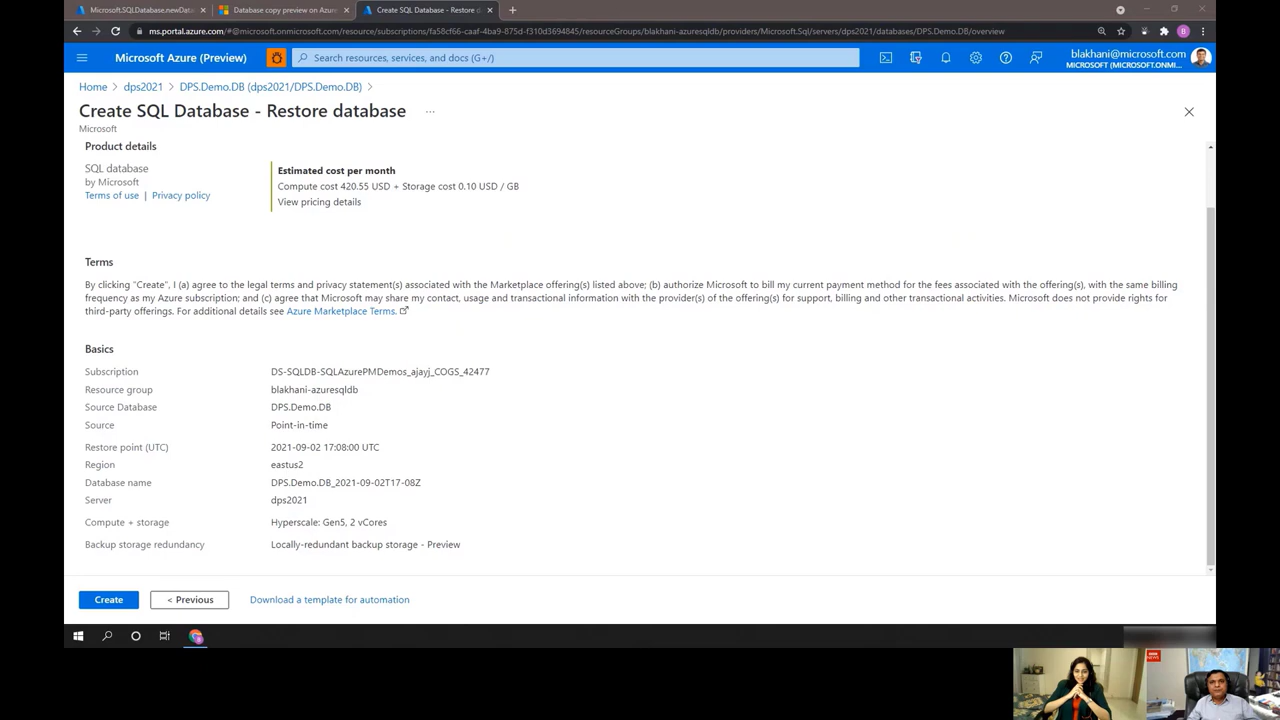 Microsoft.SQLDatabase.newData
Database copy preview on Azure
Create SQL Database - Restore d
ms.portal.azure.com/#@microsoft.onmicrosoft.com/resource/subscriptions/fa58cf66-caaf-4ba9-875d-f310d3694845/resourceGroups/blakhani-azuresqldb/providers/Microsoft.Sql/servers/dps2021/databases/DPS.Demo.DB/overview
B
Microsoft Azure (Preview)
Search resources, services, and docs (G+/)
blakhani@microsoft.com
MICROSOFT (MICROSOFT.ONMI...
Home
dps2021
DPS.Demo.DB (dps2021/DPS.Demo.DB)
Create SQL Database - Restore database ...
Microsoft
Product details
SQL database
by Microsoft
Terms of use | Privacy policy
Estimated cost per month
Compute cost 420.55 USD + Storage cost 0.10 USD / GB
View pricing details
Terms
By clicking "Create", I (a) agree to the legal terms and privacy statement(s) associated with the Marketplace offering(s) listed above; (b) authorize Microsoft to bill my current payment method for the fees associated with the offering(s), with the same billing
frequency as my Azure subscription; and (c) agree that Microsoft may share my contact, usage and transactional information with the provider(s) of the offering(s) for support, billing and other transactional activities. Microsoft does not provide rights for
third-party offerings. For additional details see Azure Marketplace Terms.
Basics
Subscription DS-SQLDB-SQLAzurePMDemos_ajayj_COGS_42477
Resource group blakhani-azuresqldb
Source Database DPS.Demo.DB
Source Point-in-time
Restore point (UTC) 2021-09-02 17:08:00 UTC
Region eastus2
Database name DPS.Demo.DB_2021-09-02T17-08Z
Server dps2021
Compute + storage Hyperscale: Gen5, 2 vCores
Backup storage redundancy Locally-redundant backup storage - Preview
Create
< Previous
Download a template for automation